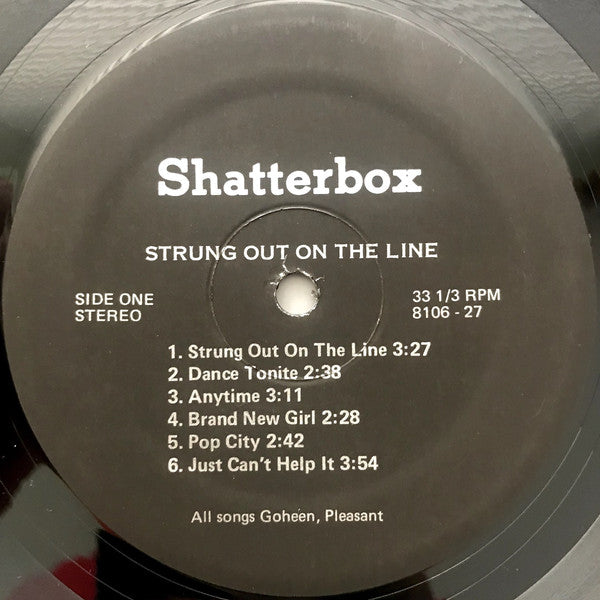 Shatterbox
STRUNG OUT ON THE LINE
SIDE ONE
STEREO
33 1/3 RPM
8106 - 27
1. Strung Out On The Line 3:27
2. Dance Tonite 2:38
3. Anytime 3:11
4. Brand New Girl 2:28
5. Pop City 2:42
6. Just Can't Help It 3:54
All songs Goheen, Pleasant